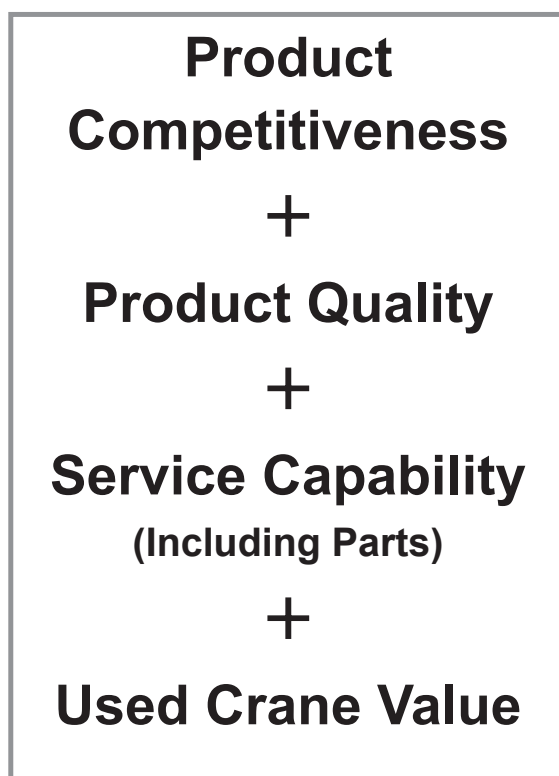 Product
Competitiveness
+
Product Quality
+
Service Capability
(Including Parts)
+
Used Crane Value